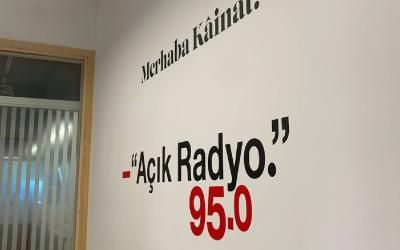 Merhaba Kâinat!
–“Açık Radyo.”
95.0